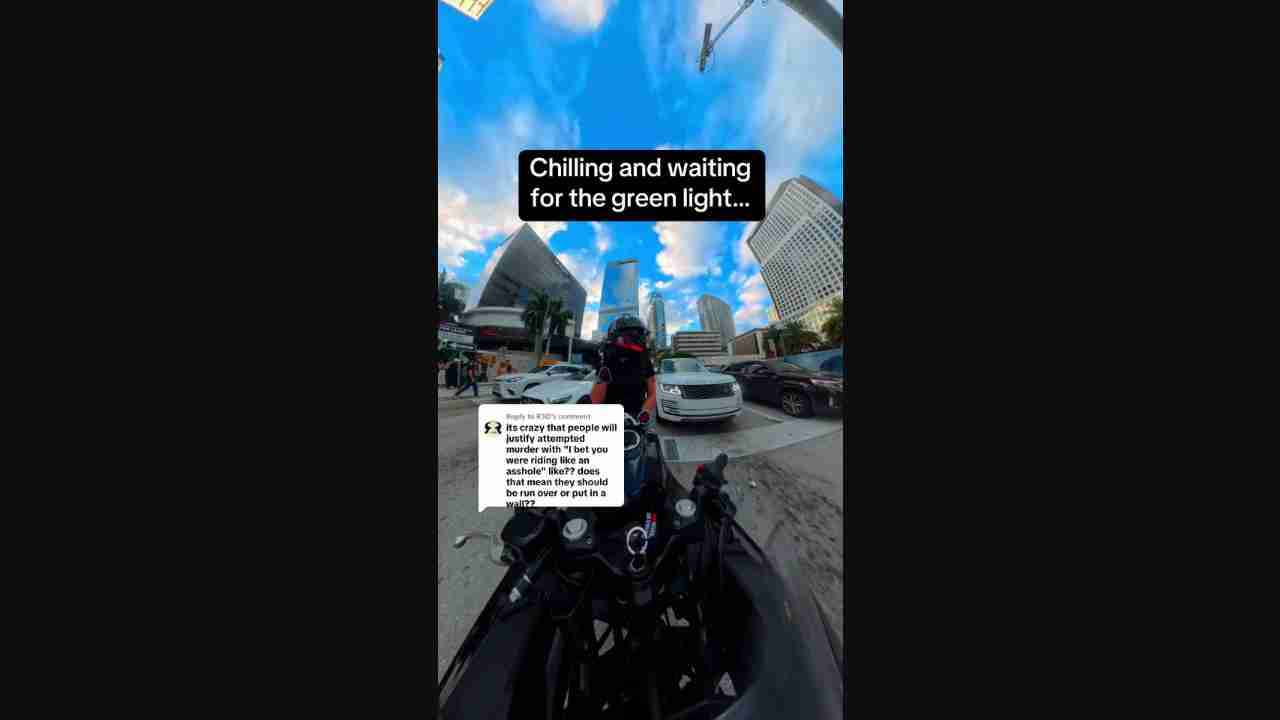 Chilling and waiting
for the green light...
Reply to R3D's comment
its crazy that people will
justify attempted
murder with "I bet you
were riding like an
asshole" like?? does
that mean they should
be run over or put in a
wall??